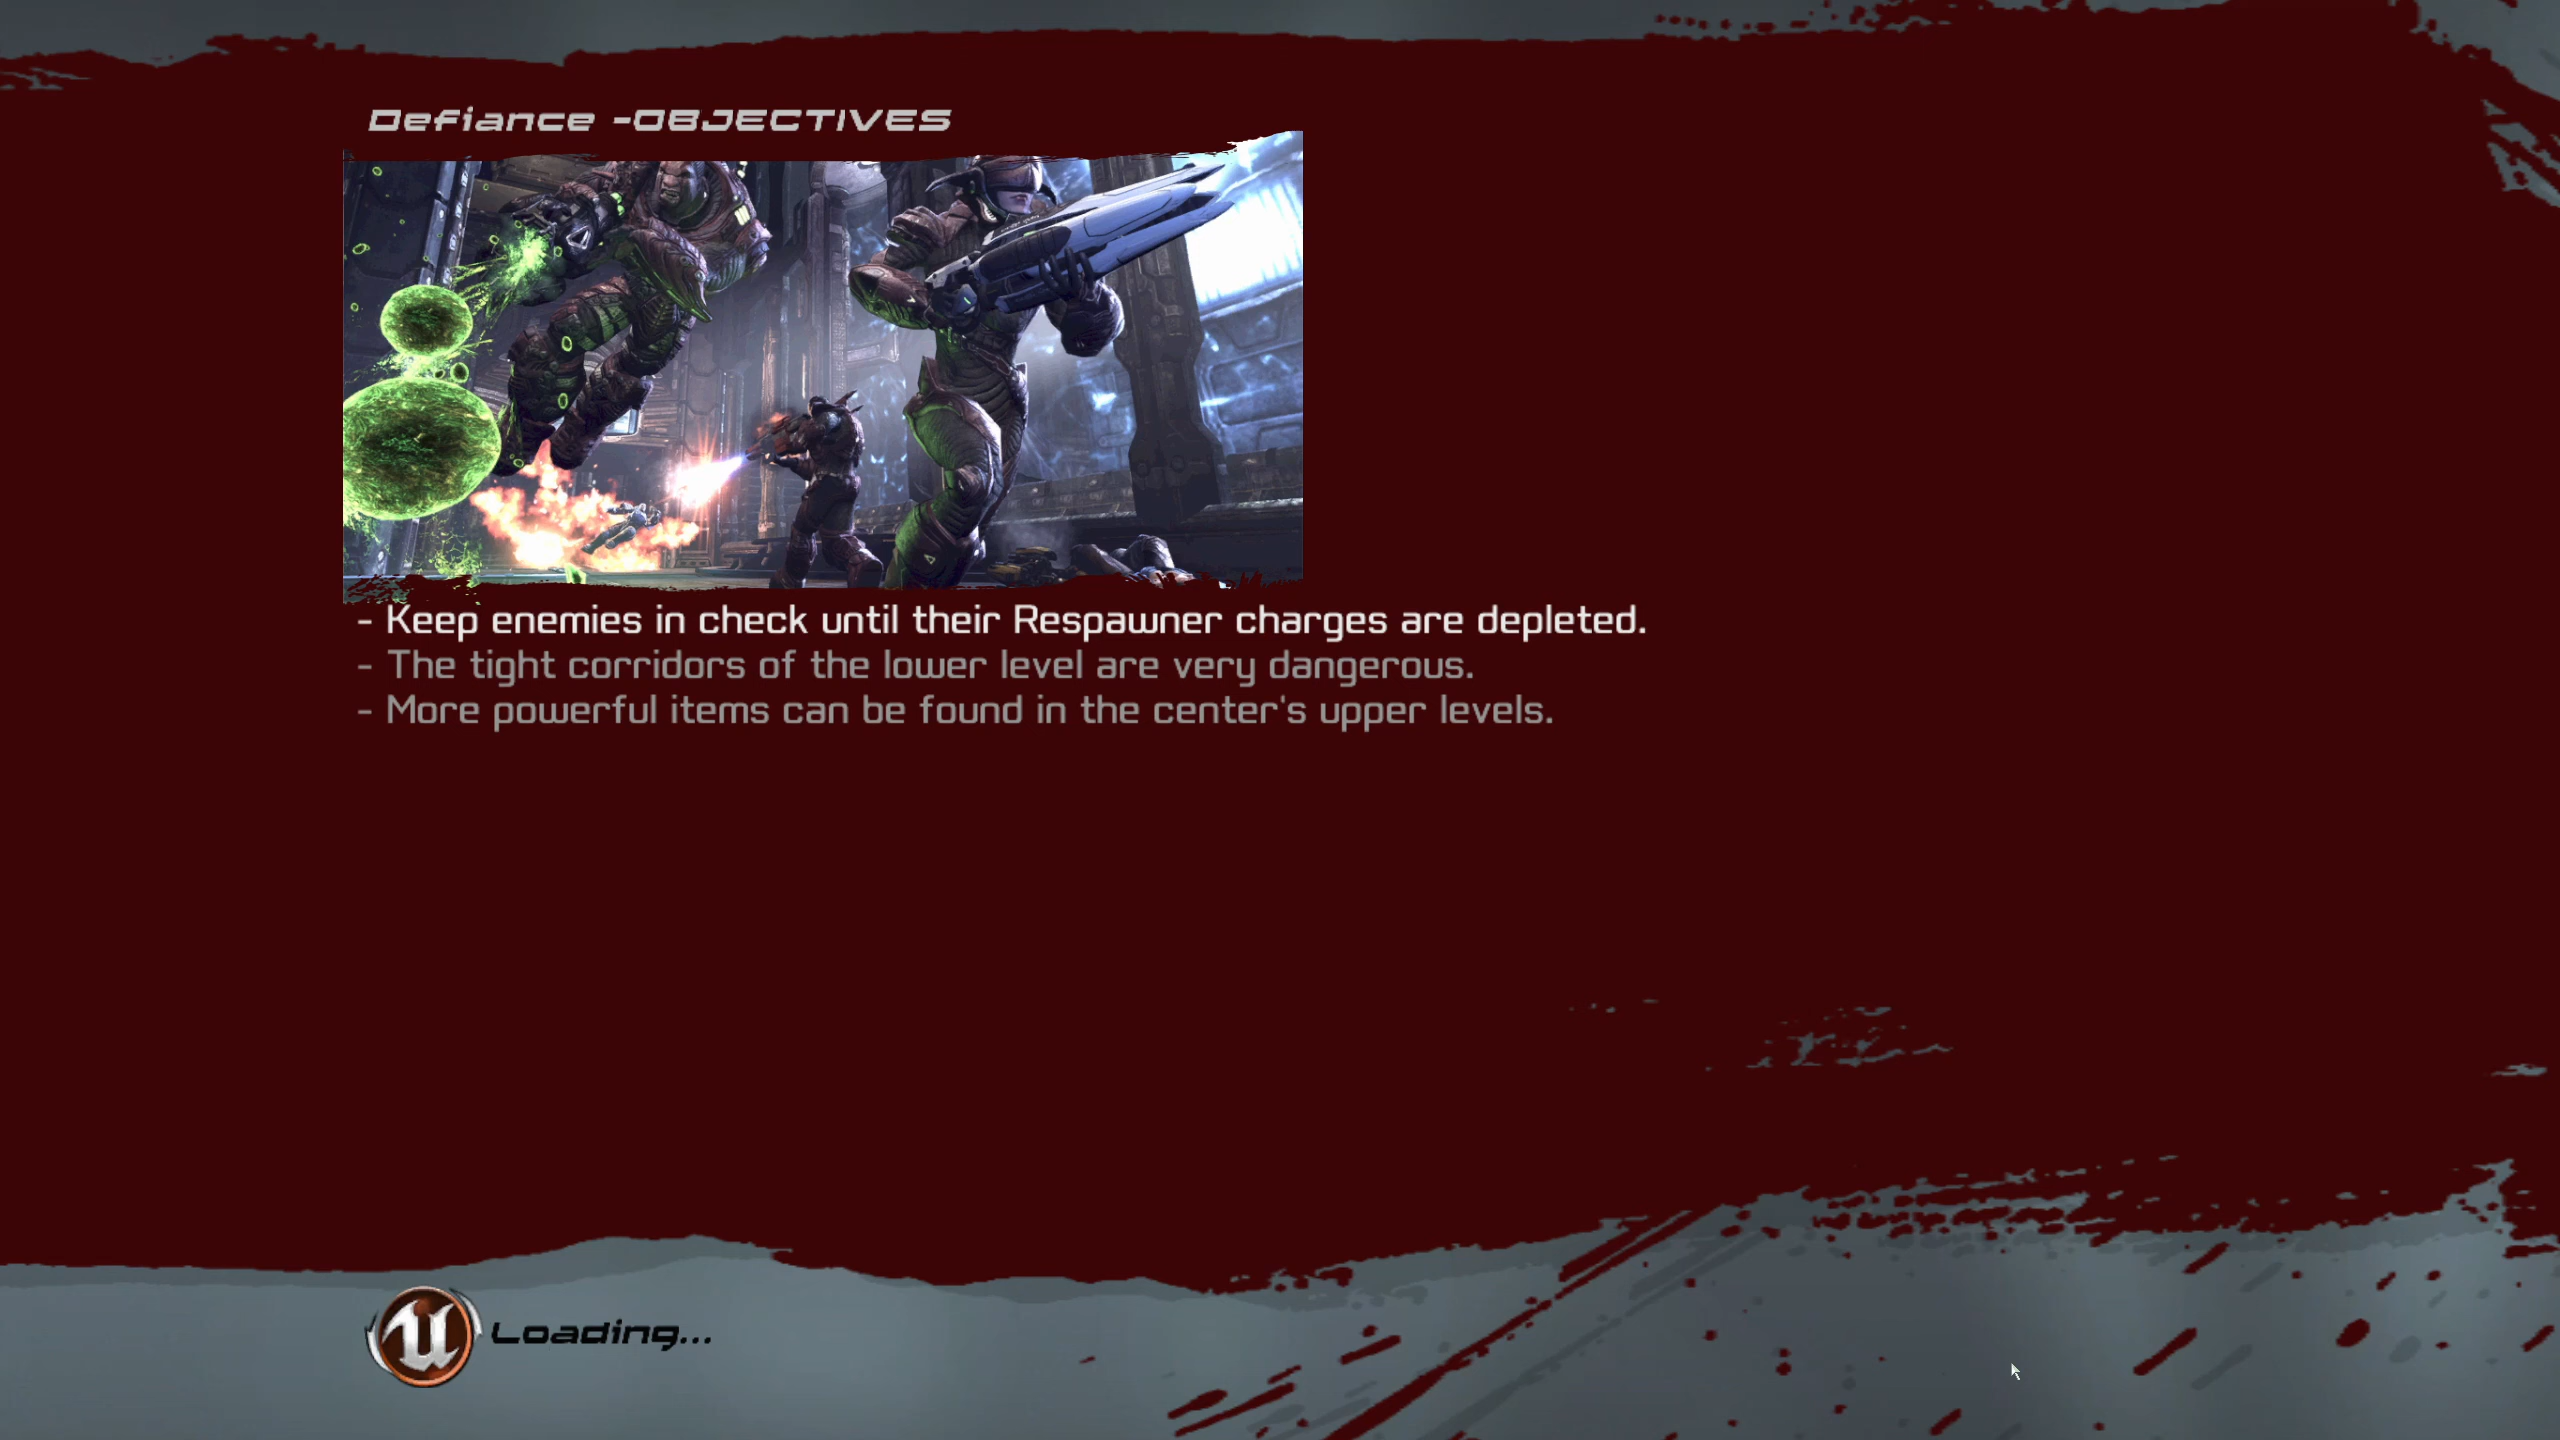 Defiance -OBJECTIVES
- Keep enemies in check until their Respawner charges are depleted.
- The tight corridors of the lower level are very dangerous.
- More powerful items can be found in the center's upper levels.
Loading...